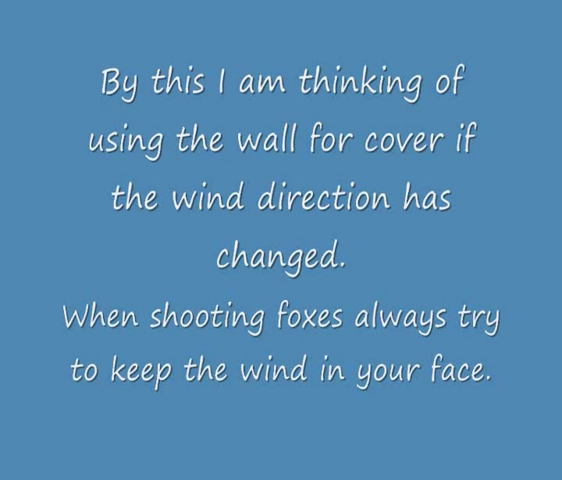 By this I am thinking of
using the wall for cover if
the wind direction has
changed.
When shooting foxes always try
to keep the wind in your face.